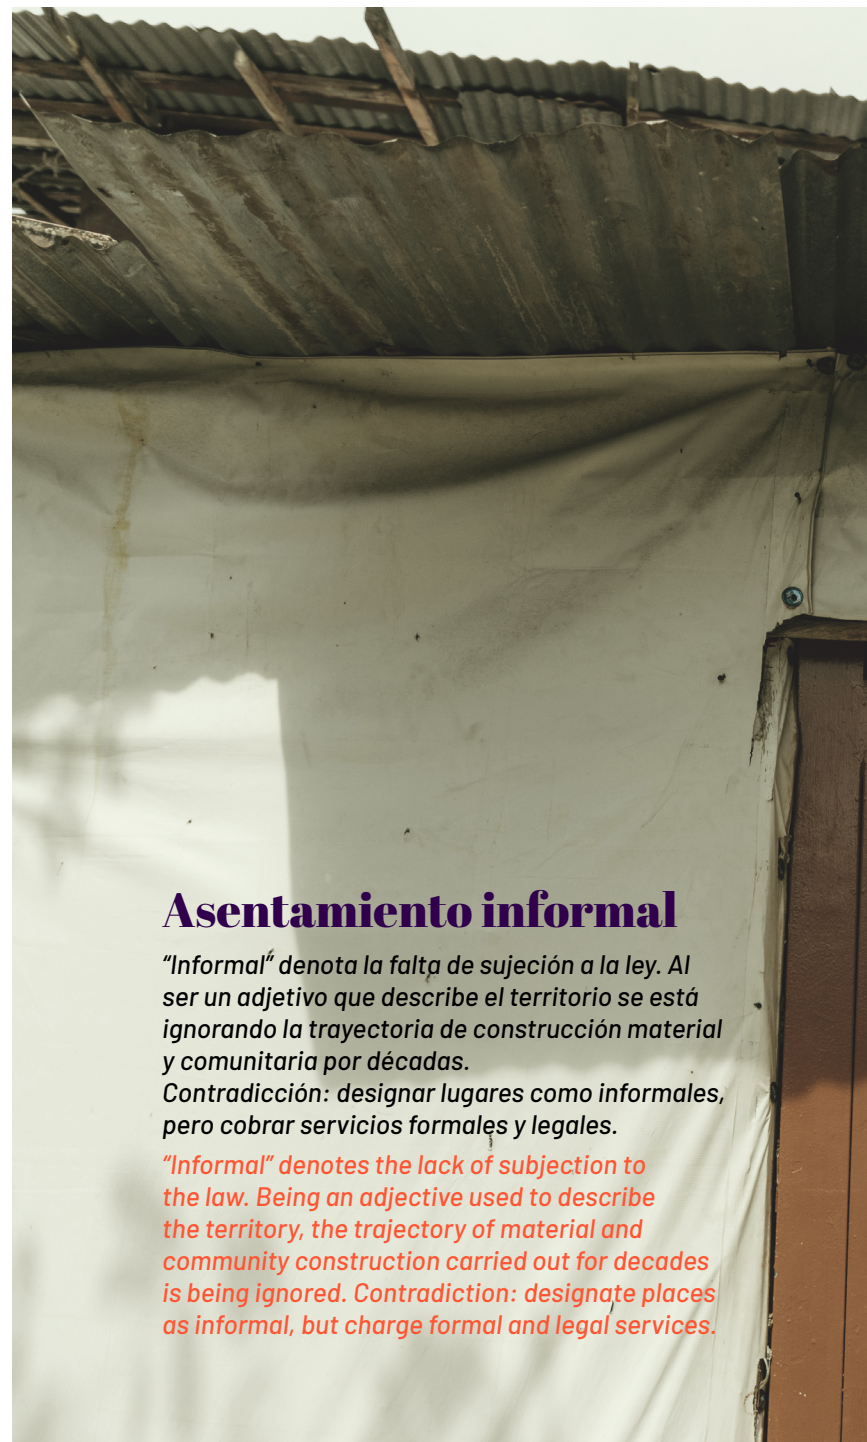 Asentamiento informal
“Informal” denota la falta de sujeción a la ley. Al
ser un adjetivo que describe el territorio se está
ignorando la trayectoria de construcción material
y comunitaria por décadas.
Contradicción: designar lugares como informales,
pero cobrar servicios formales y legales.
“Informal” denotes the lack of subjection to
the law. Being an adjective used to describe
the territory, the trajectory of material and
community construction carried out for decades
is being ignored. Contradiction: designate places
as informal, but charge formal and legal services.